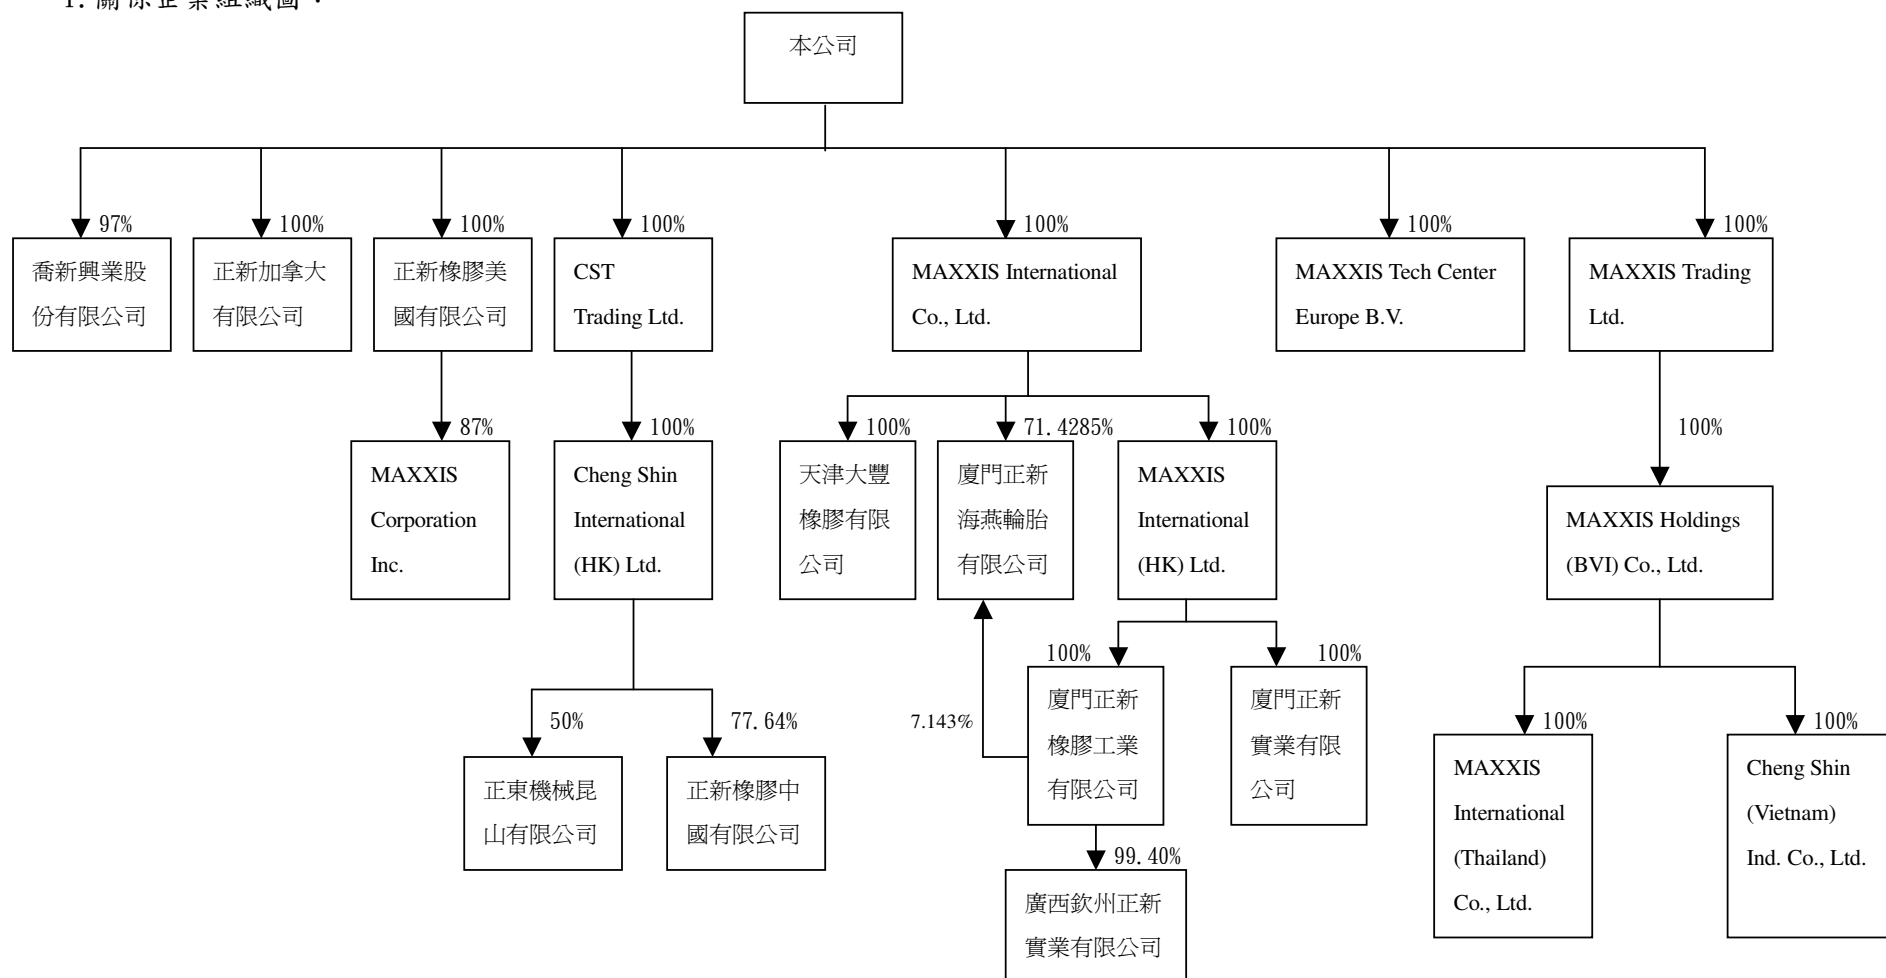 1. 關係企業組織圖：
本公司
97%
100%
100%
100%
100%
100%
100%
喬新興業股
份有限公司
正新加拿大
有限公司
正新橡膠美
國有限公司
CST
Trading Ltd.
MAXXIS International
Co., Ltd.
MAXXIS Tech Center
Europe B.V.
MAXXIS Trading
Ltd.
87%
100%
100%
71.4285%
100%
100%
MAXXIS
Corporation
Inc.
Cheng Shin
International
(HK) Ltd.
天津大豐
橡膠有限
公司
廈門正新
海燕輪胎
有限公司
MAXXIS
International
(HK) Ltd.
MAXXIS Holdings
(BVI) Co., Ltd.
50%
77.64%
7.143%
100%
100%
100%
100%
正東機械昆
山有限公司
正新橡膠中
國有限公司
廈門正新
橡膠工業
有限公司
廈門正新
實業有限
公司
MAXXIS
International
(Thailand)
Co., Ltd.
Cheng Shin
(Vietnam)
Ind. Co., Ltd.
99.40%
廣西欽州正新
實業有限公司